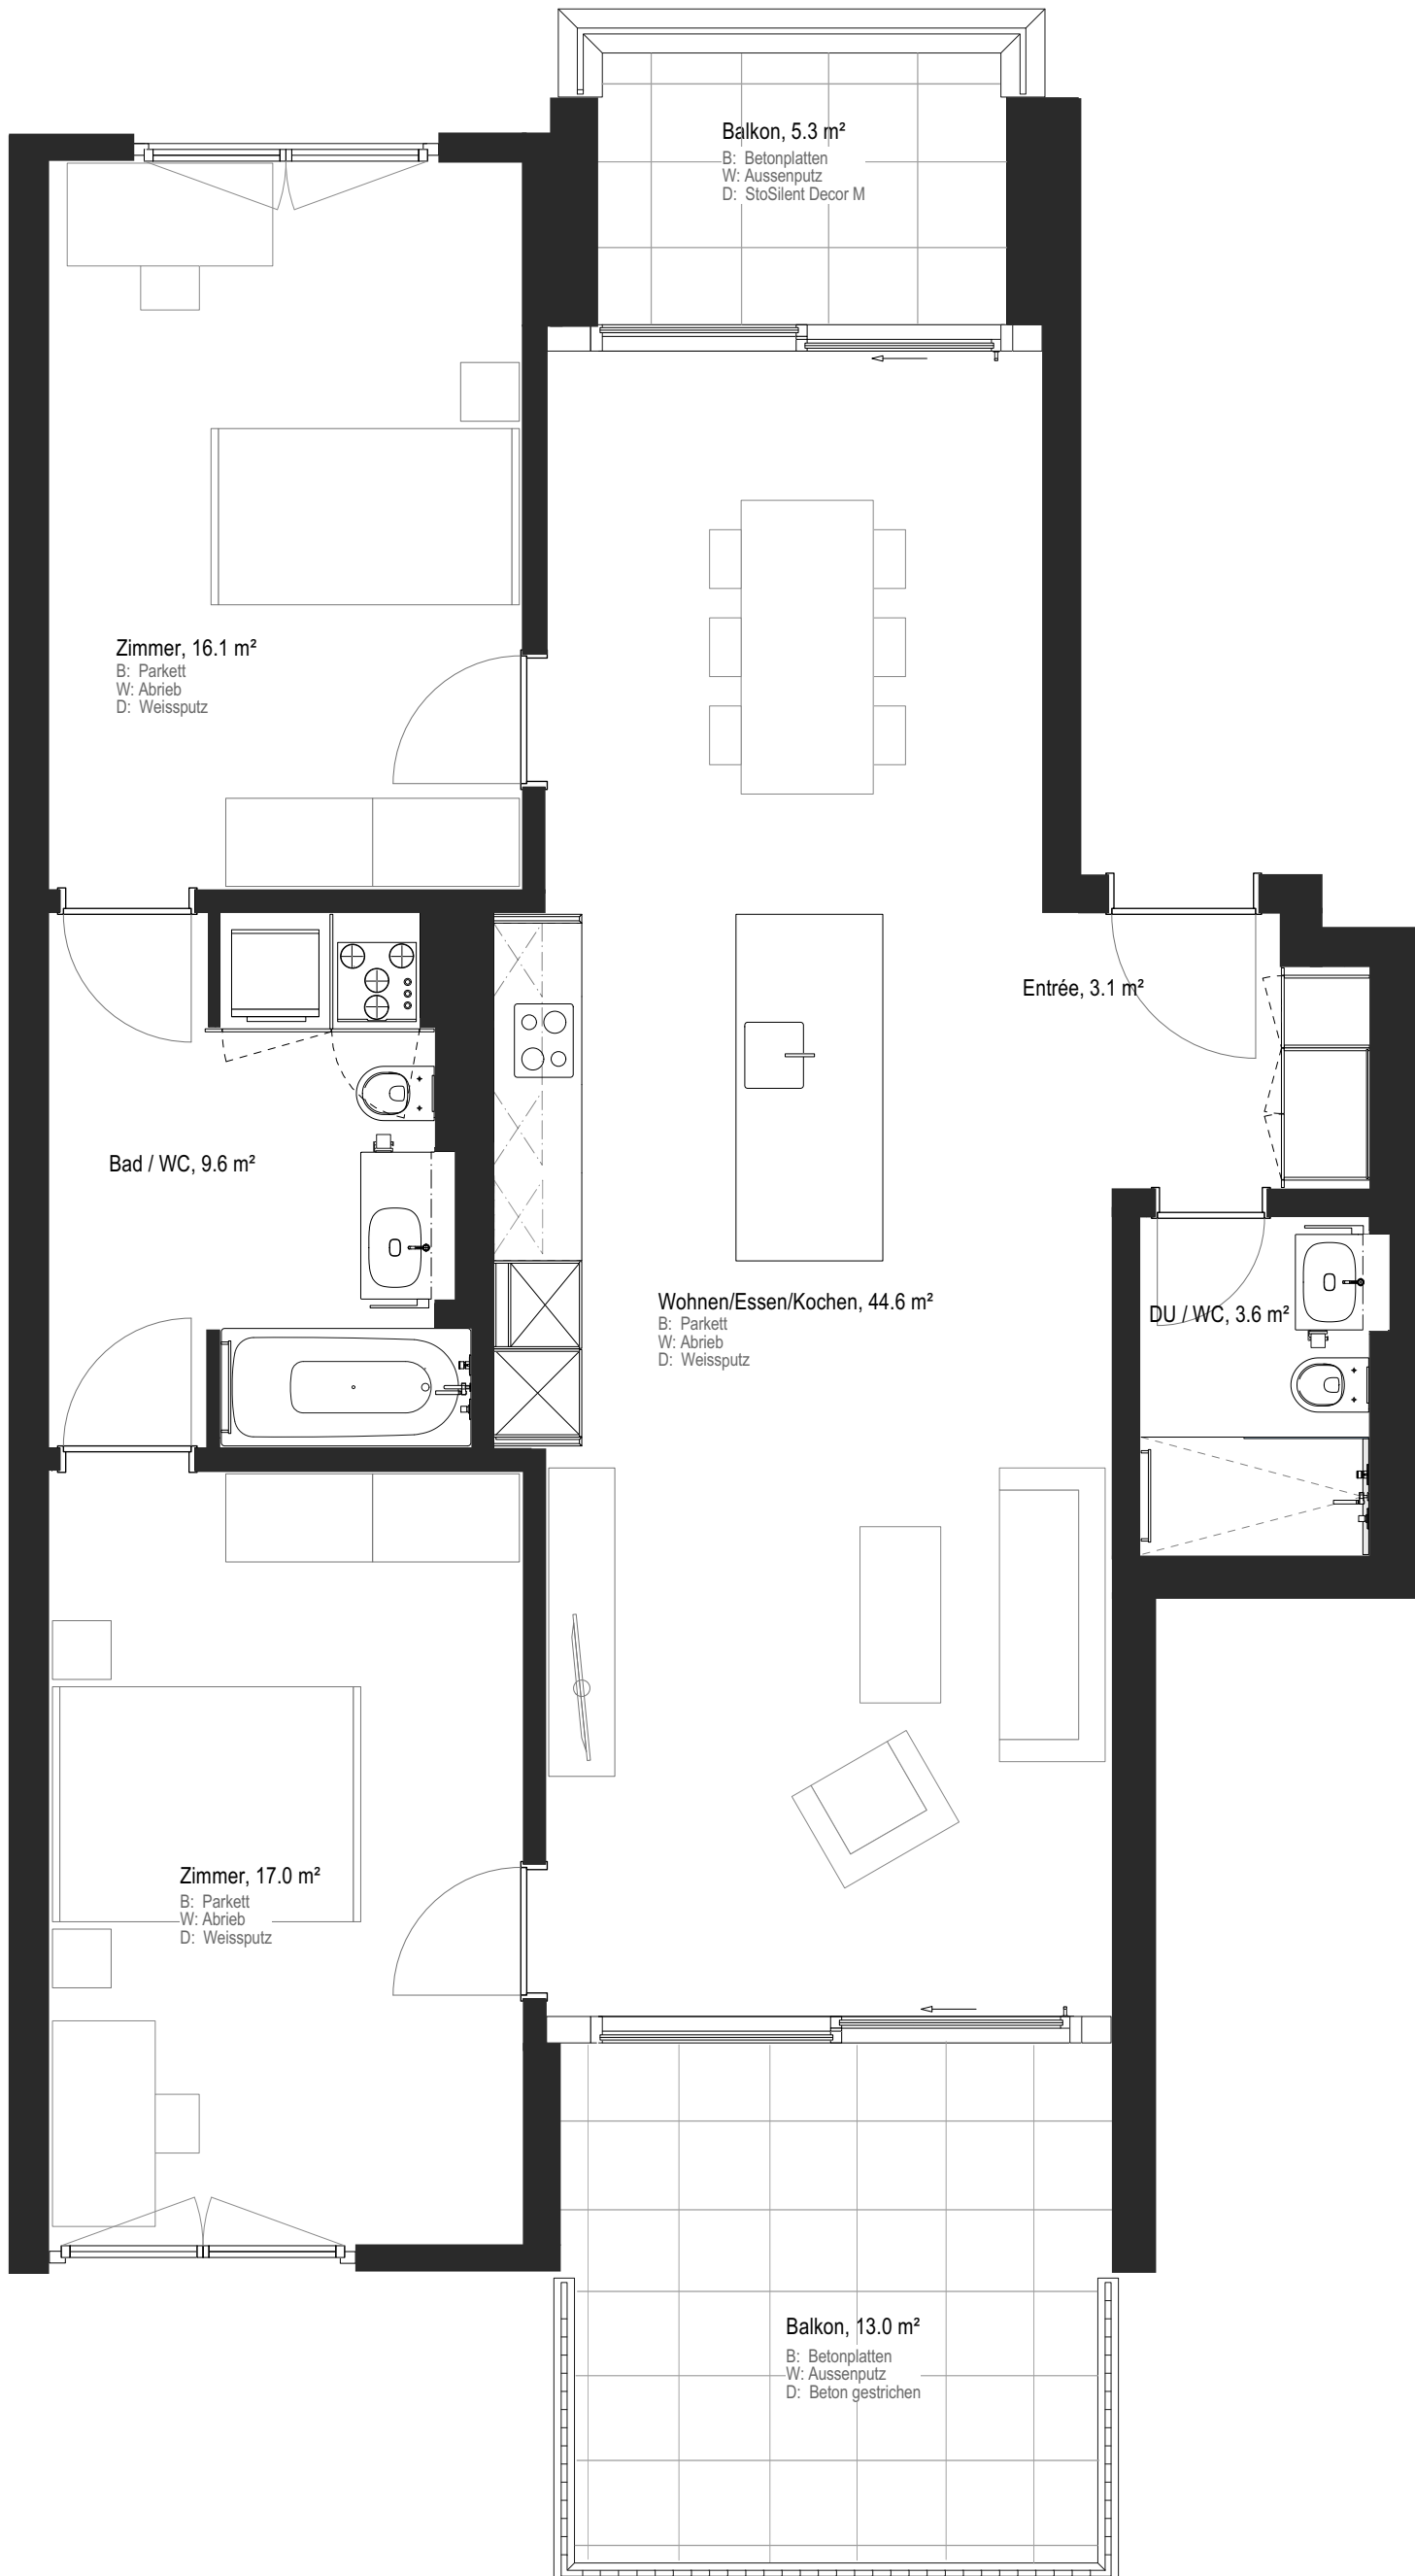 Balkon, 5.3 m²
B: Betonplatten
W: Aussenputz
D: StoSilent Decor M
Zimmer, 16.1 m²
B: Parkett
W: Abrieb
D: Weissputz
Entrée, 3.1 m²
Bad / WC, 9.6 m²
Wohnen/Essen/Kochen, 44.6 m²
B: Parkett
W: Abrieb
D: Weissputz
DU / WC, 3.6 m²
Zimmer, 17.0 m²
B: Parkett
W: Abrieb
D: Weissputz
Balkon, 13.0 m²
B: Betonplatten
W: Aussenputz
D: Beton gestrichen